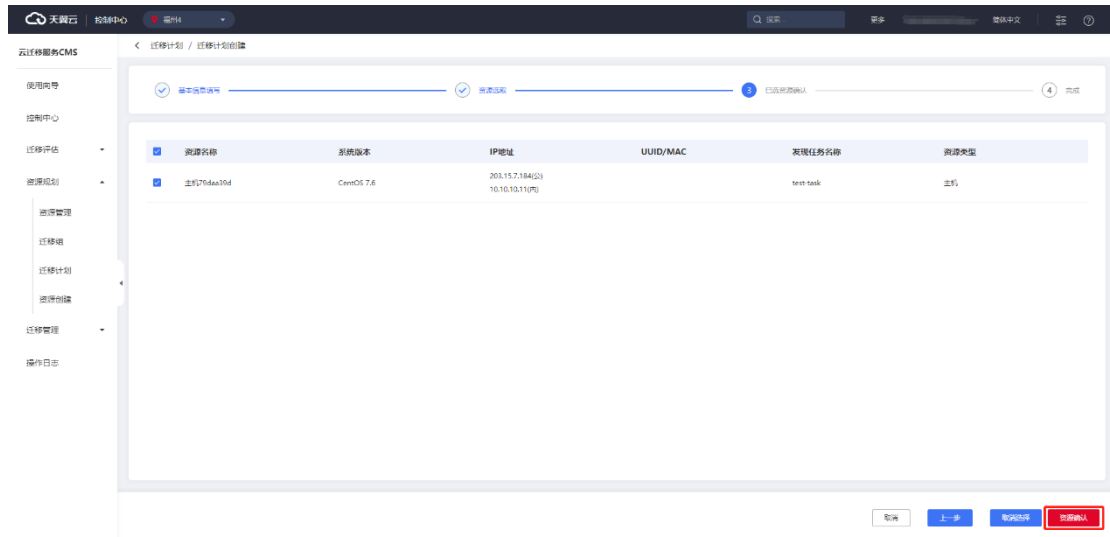 天翼云 控制中心 福州4 搜索... 更多 简体中文
云迁移服务CMS
迁移计划 / 迁移计划创建
使用向导
控制中心
迁移评估
资源规划
资源管理
迁移组
迁移计划
资源创建
迁移管理
操作日志
基本信息填写 资源选取 3 已选资源确认 4 完成
资源名称 系统版本 IP地址 UUID/MAC 发现任务名称 资源类型
主机79daa39d CentOS 7.6 203.15.7.184(公) test-task 主机
10.10.10.11(内)
取消 上一步 取消选择 资源确认